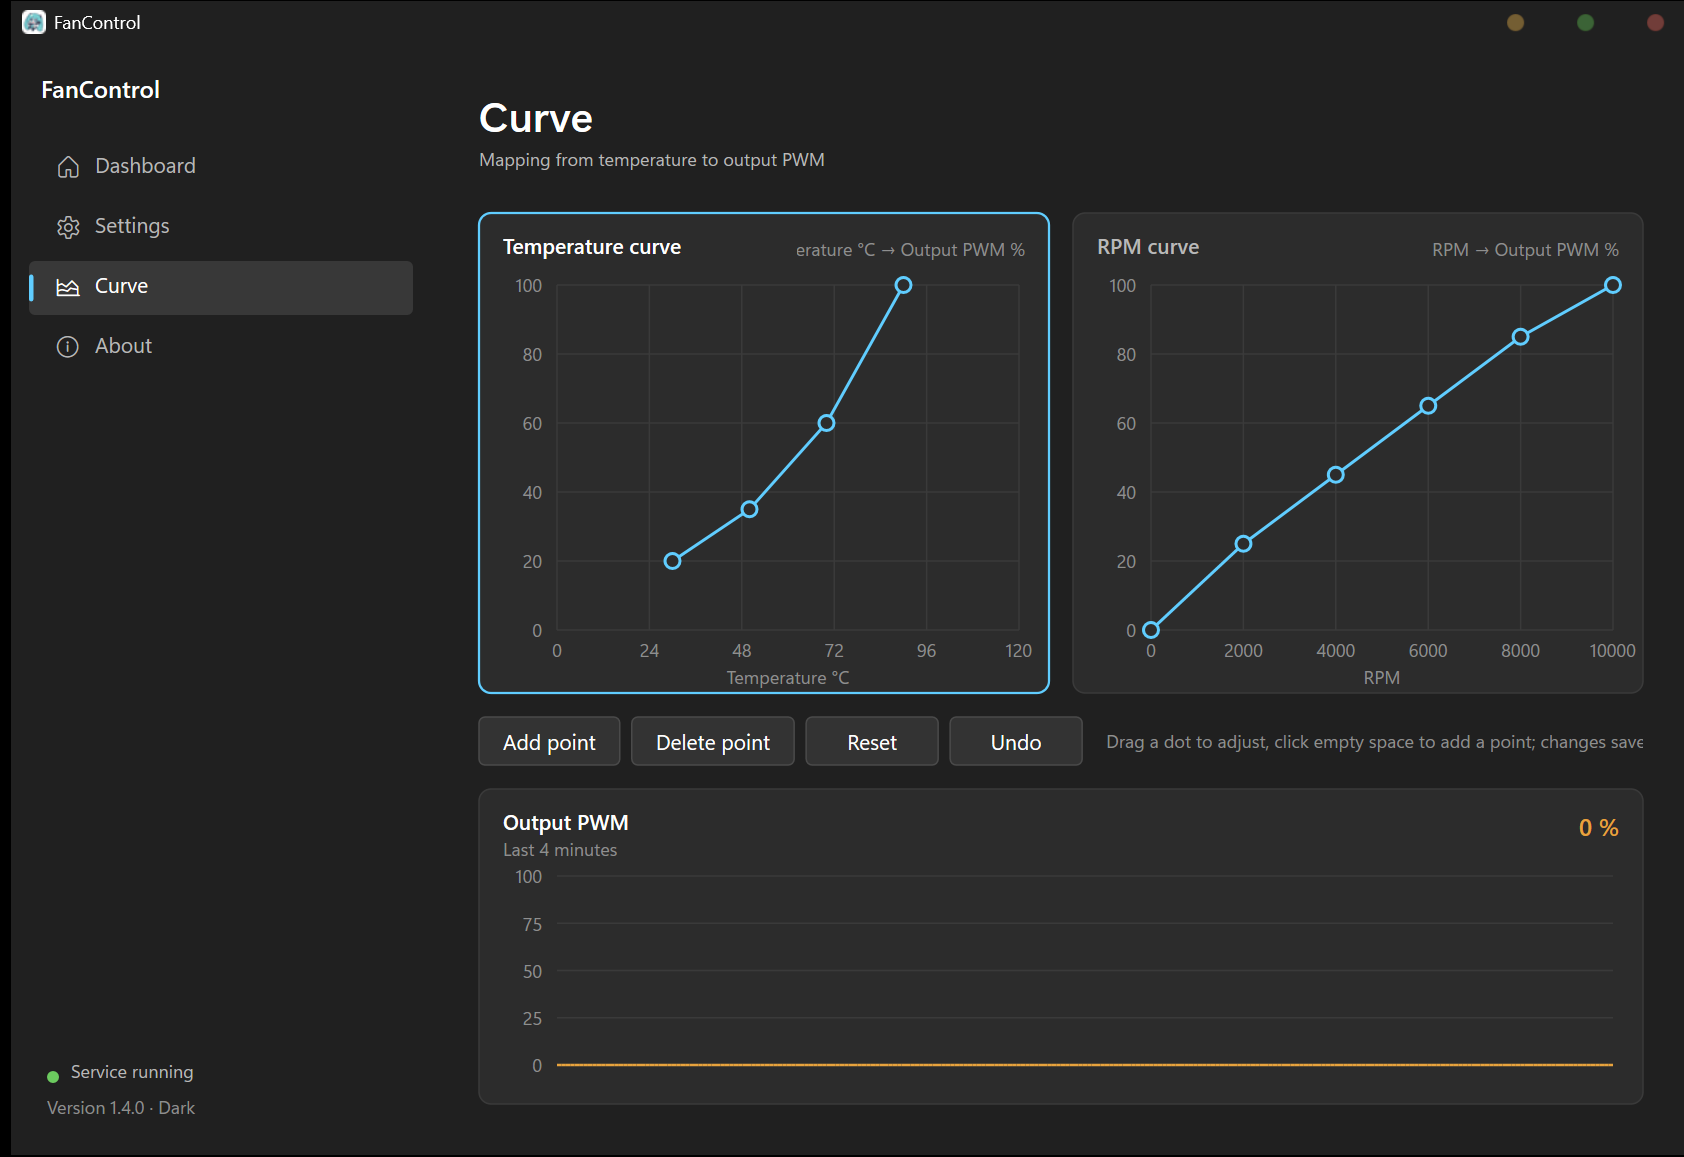 FanControl
FanControl
Dashboard
Settings
Curve
About
Service running
Version 1.4.0 · Dark
Curve
Mapping from temperature to output PWM
Temperature curve
erature °C → Output PWM %
100
80
60
40
20
0
0 24 48 72 96 120
Temperature °C
RPM curve
RPM → Output PWM %
100
80
60
40
20
0
0 2000 4000 6000 8000 10000
RPM
Add point
Delete point
Reset
Undo
Drag a dot to adjust, click empty space to add a point; changes save
Output PWM
0 %
Last 4 minutes
100
75
50
25
0